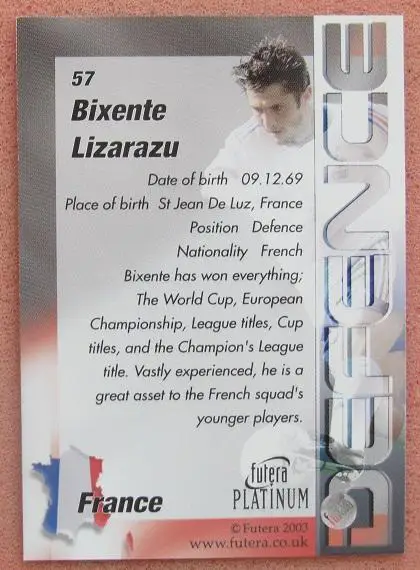 57
Bixente
Lizarazu
Date of birth 09.12.69
Place of birth St Jean De Luz, France
Position Defence
Nationality French
Bixente has won everything;
The World Cup, European
Championship, League titles, Cup
titles, and the Champion's League
title. Vastly experienced, he is a
great asset to the French squad's
younger players.
France
futera
PLATINUM
© Futera 2003
www.futera.co.uk
DEFENCE